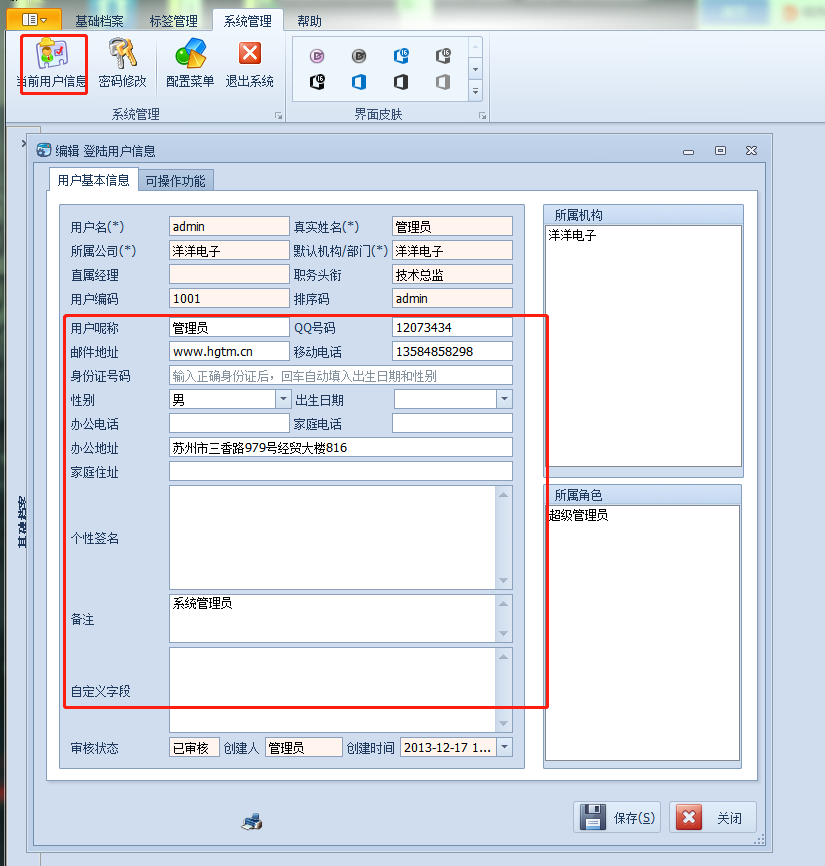 基础档案 标签管理 系统管理 帮助
当前用户信息 密码修改 配置菜单 退出系统
系统管理 界面皮肤
编辑 登陆用户信息
用户基本信息 可操作功能
用户名(*) admin 真实姓名(*) 管理员
所属公司(*) 洋洋电子 默认机构/部门(*) 洋洋电子
直属经理 职务头衔 技术总监
用户编码 1001 排序码 admin
用户昵称 管理员 QQ号码 12073434
邮件地址 www.hgtm.cn 移动电话 13584858298
身份证号码 输入正确身份证后，回车自动填入出生日期和性别
性别 男 出生日期
办公电话 家庭电话
办公地址 苏州市三香路979号经贸大楼816
家庭住址
个性签名
备注 系统管理员
自定义字段
审核状态 已审核 创建人 管理员 创建时间 2013-12-17 1...
所属机构
洋洋电子
所属角色
超级管理员
基础档案
保存(S) 关闭